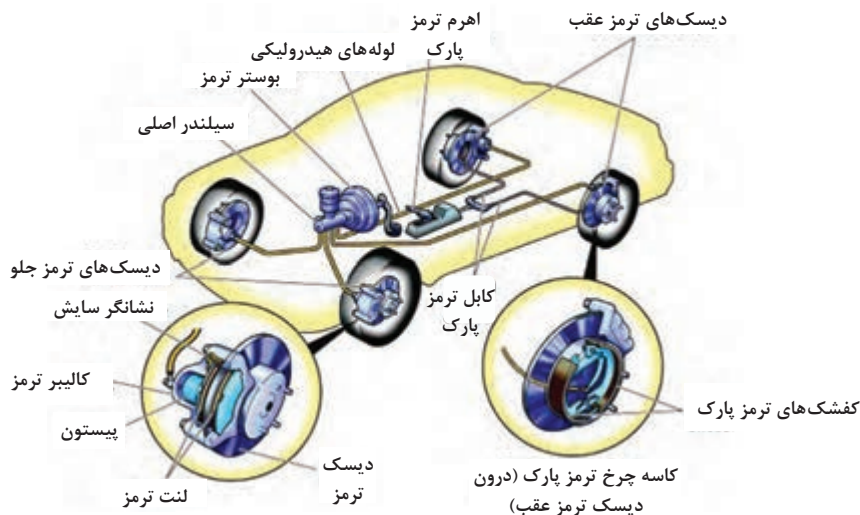 دیسک‌های ترمز عقب
اهرم ترمز
پارک
لوله‌های هیدرولیکی
بوستر ترمز
سیلندر اصلی
دیسک‌های ترمز جلو
نشانگر سایش
کالیبر ترمز
پیستون
لنت ترمز
دیسک
ترمز
کابل ترمز
پارک
کفشک‌های ترمز پارک
کاسه چرخ ترمز پارک (درون
دیسک ترمز عقب)